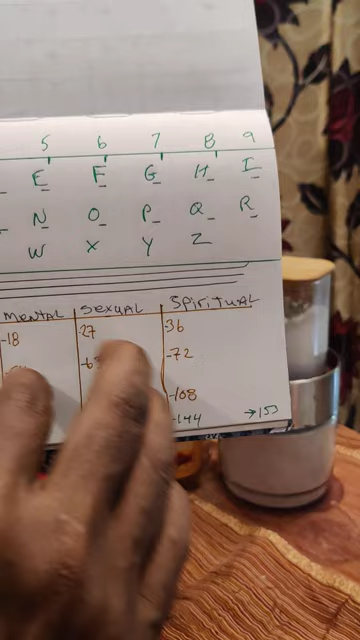 5 6 7 8 9
E F G H I
N O P Q R
W X Y Z
MENTAL SEXUAL Spiritual
-18 27 36
-72
-108
-144 →153